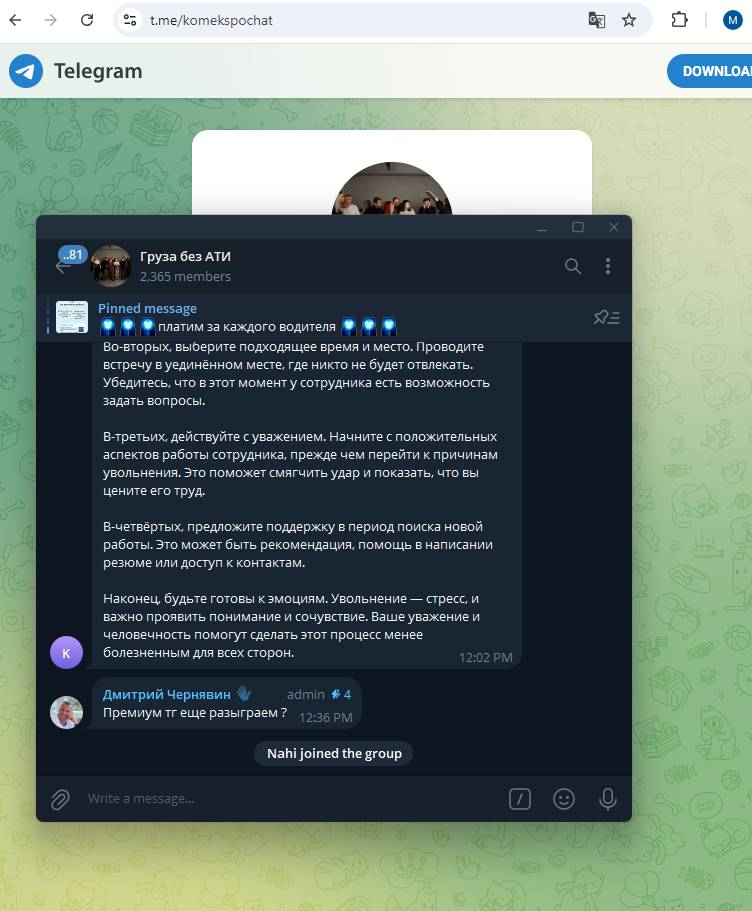 t.me/komekspochat
M
Telegram
DOWNLOA
..81
Груза без АТИ
2,365 members
Pinned message
платим за каждого водителя
Во-вторых, выберите подходящее время и место. Проводите
встречу в уединённом месте, где никто не будет отвлекать.
Убедитесь, что в этот момент у сотрудника есть возможность
задать вопросы.
В-третьих, действуйте с уважением. Начните с положительных
аспектов работы сотрудника, прежде чем перейти к причинам
увольнения. Это поможет смягчить удар и показать, что вы
цените его труд.
В-четвёртых, предложите поддержку в период поиска новой
работы. Это может быть рекомендация, помощь в написании
резюме или доступ к контактам.
Наконец, будьте готовы к эмоциям. Увольнение — стресс, и
важно проявить понимание и сочувствие. Ваше уважение и
человечность помогут сделать этот процесс менее
болезненным для всех сторон.
12:02 PM
К
Дмитрий Чернявин admin 4
Премиум тг еще разыграем ? 12:36 PM
Nahi joined the group
Write a message...